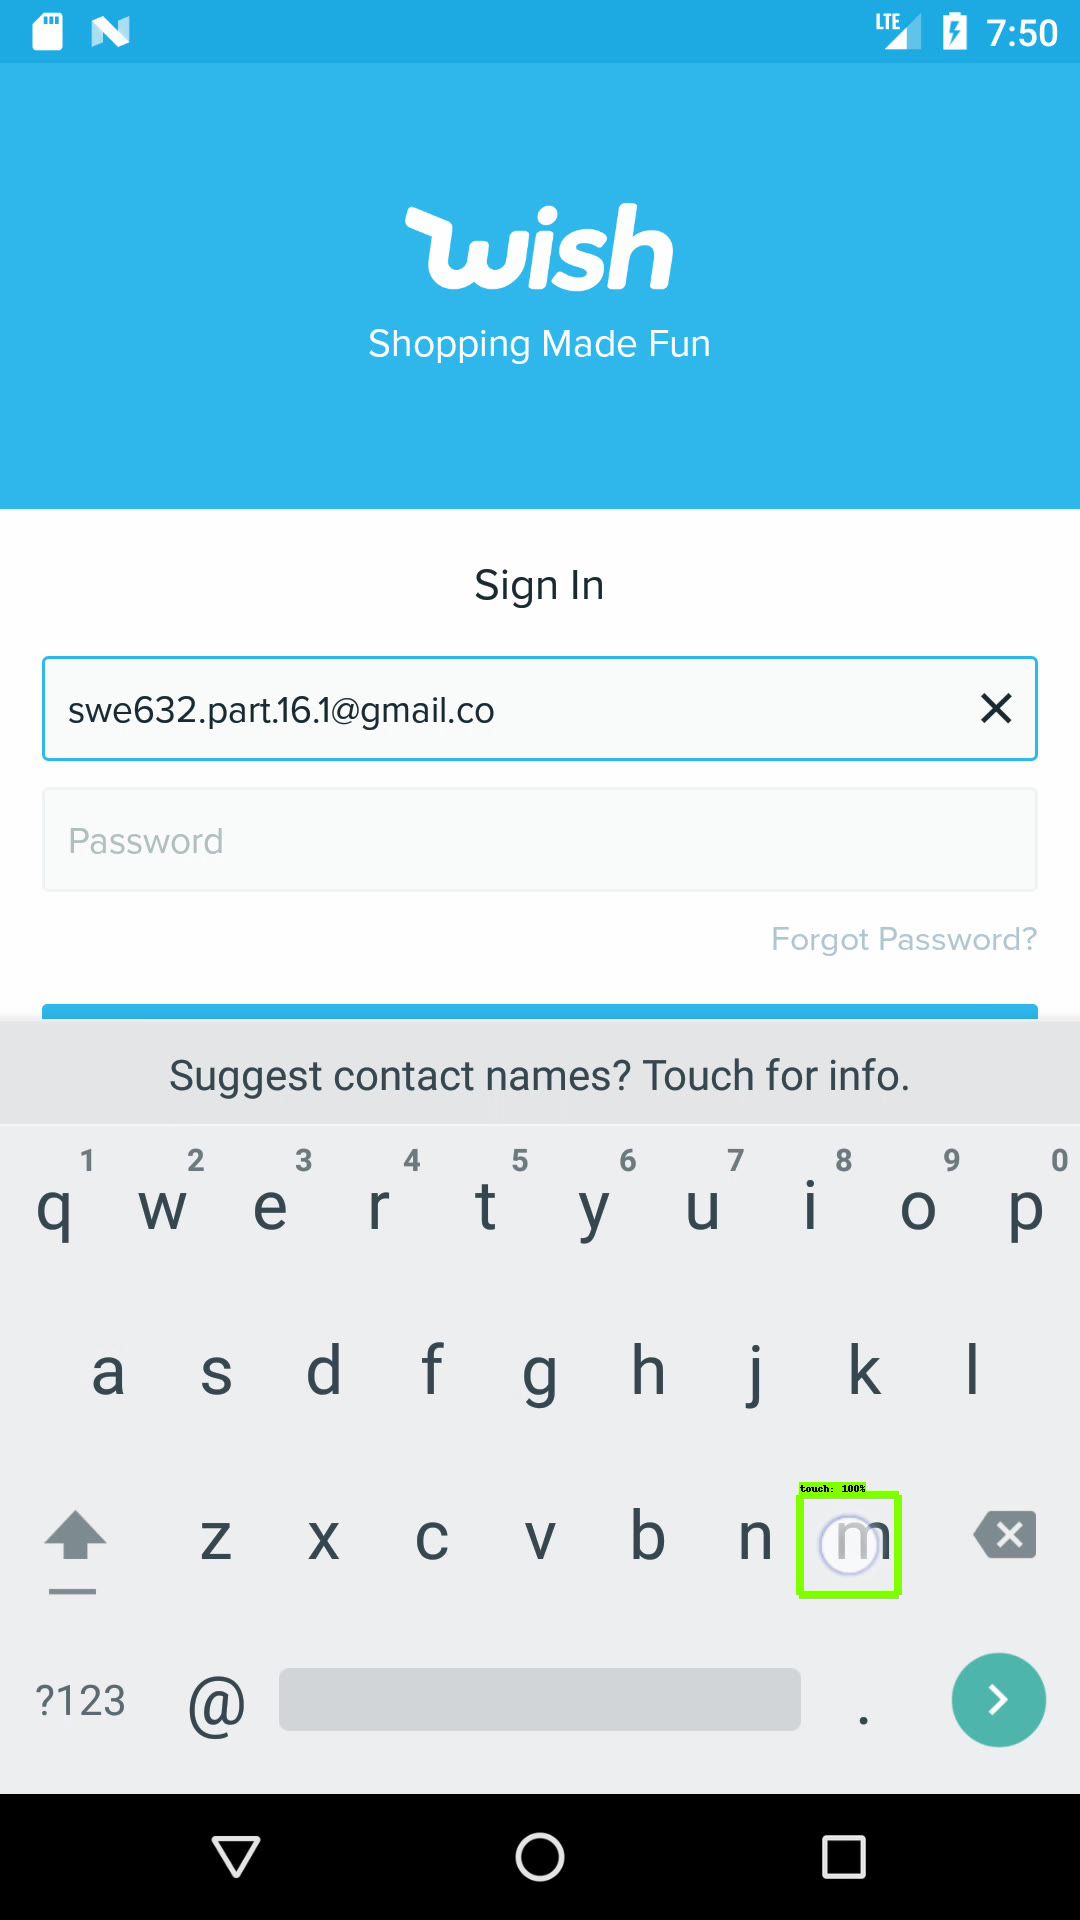 LTE 7:50
wish
Shopping Made Fun
Sign In
swe632.part.16.1@gmail.co
Password
Forgot Password?
Suggest contact names? Touch for info.
1 2 3 4 5 6 7 8 9 0
q w e r t y u i o p
a s d f g h j k l
touch: 100%
z x c v b n m
?123 @ .